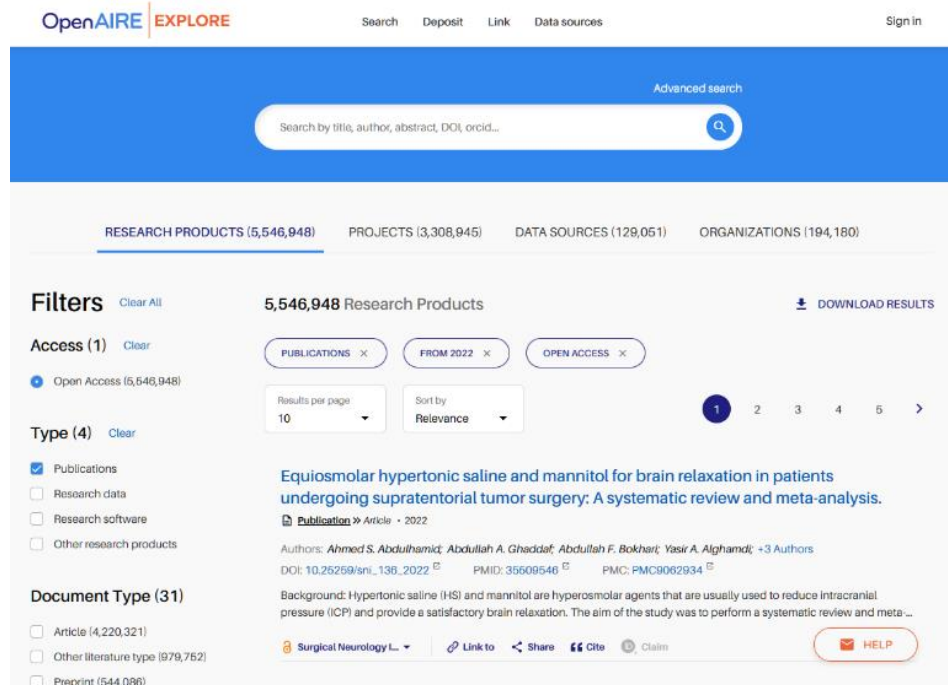 OpenAIRE | EXPLORE
Search Deposit Link Data sources
Sign in
Advanced search
Search by title, author, abstract, DOI, orcid...
RESEARCH PRODUCTS (5,546,948) PROJECTS (3,308,945) DATA SOURCES (129,051) ORGANIZATIONS (194,180)
Filters Clear All
Access (1) Clear
Open Access (5,546,948)
Type (4) Clear
Publications
Research data
Research software
Other research products
Document Type (31)
Article (4,220,321)
Other literature type (979,752)
Preprint (544,086)
5,546,948 Research Products
DOWNLOAD RESULTS
PUBLICATIONS × FROM 2022 × OPEN ACCESS ×
Results per page
10
Sort by
Relevance
1 2 3 4 5 >
Equiosmolar hypertonic saline and mannitol for brain relaxation in patients
undergoing supratentorial tumor surgery: A systematic review and meta-analysis.
Publication » Article • 2022
Authors: Ahmed S. Abdulhamid; Abdullah A. Ghaddaf; Abdullah F. Bokhari; Yasir A. Alghamdi; +3 Authors
DOI: 10.25259/sni_136_2022 PMID: 35509546 PMC: PMC9062934
Background: Hypertonic saline (HS) and mannitol are hyperosmolar agents that are usually used to reduce intracranial
pressure (ICP) and provide a satisfactory brain relaxation. The aim of the study was to perform a systematic review and meta-...
Surgical Neurology I... Link to Share Cite Claim
HELP